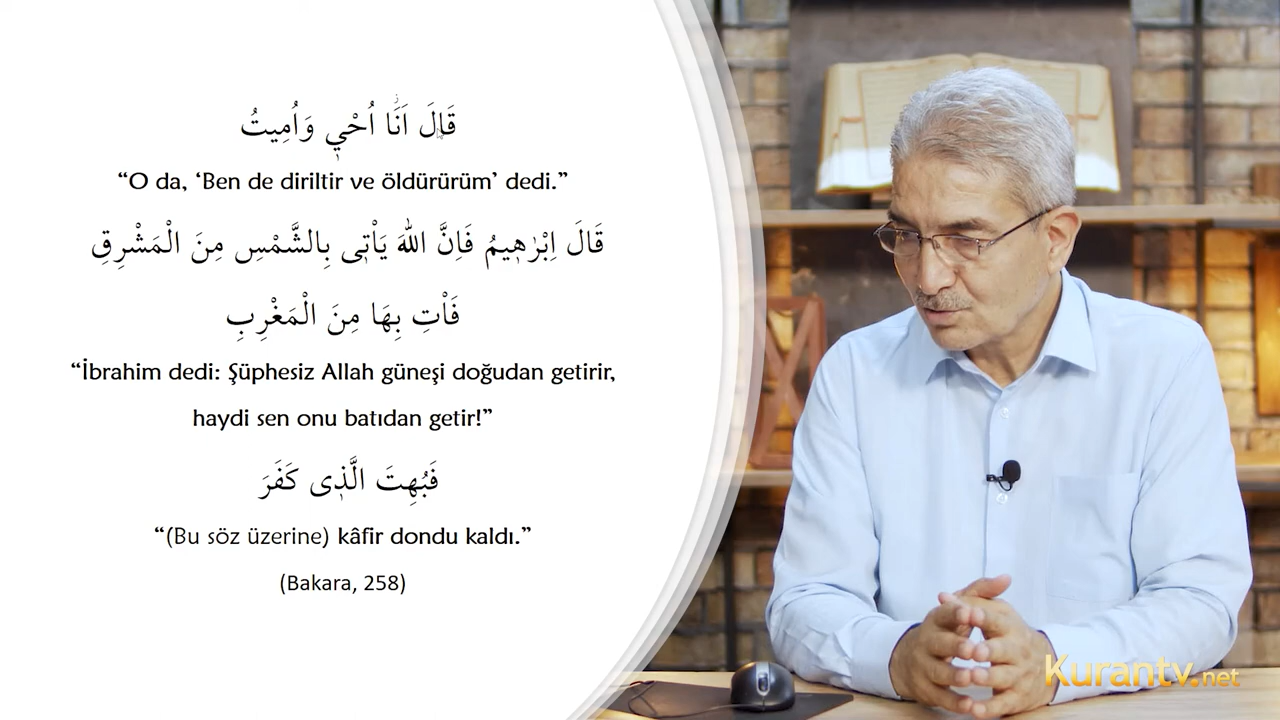 قَالَ اَنَا۬ اُحْيٖ وَاُمِيتُ
“O da, ‘Ben de diriltir ve öldürürüm’ dedi.”
قَالَ اِبْرٰهٖيمُ فَاِنَّ اللّٰهَ يَاْتٖى بِالشَّمْسِ مِنَ الْمَشْرِقِ
فَاْتِ بِهَا مِنَ الْمَغْرِبِ
“İbrahim dedi: Şüphesiz Allah güneşi doğudan getirir,
haydi sen onu batıdan getir!”
فَبُهِتَ الَّذٖى كَفَرَ
“(Bu söz üzerine) kâfir dondu kaldı.”
(Bakara, 258)
Kurantv.net